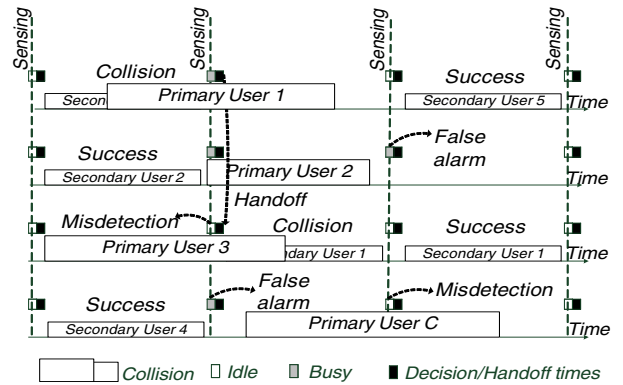 Sensing Sensing Sensing Sensing
Collision Success
Secon Primary User 1 Secondary User 5 Time
Success False alarm
Secondary User 2 Primary User 2
Handoff
Misdetection Collision Success
Primary User 3 ndary User 1 Secondary User 1 Time
False alarm Misdetection
Success
Secondary User 4 Primary User C Time
Collision Idle Busy Decision/Handoff times